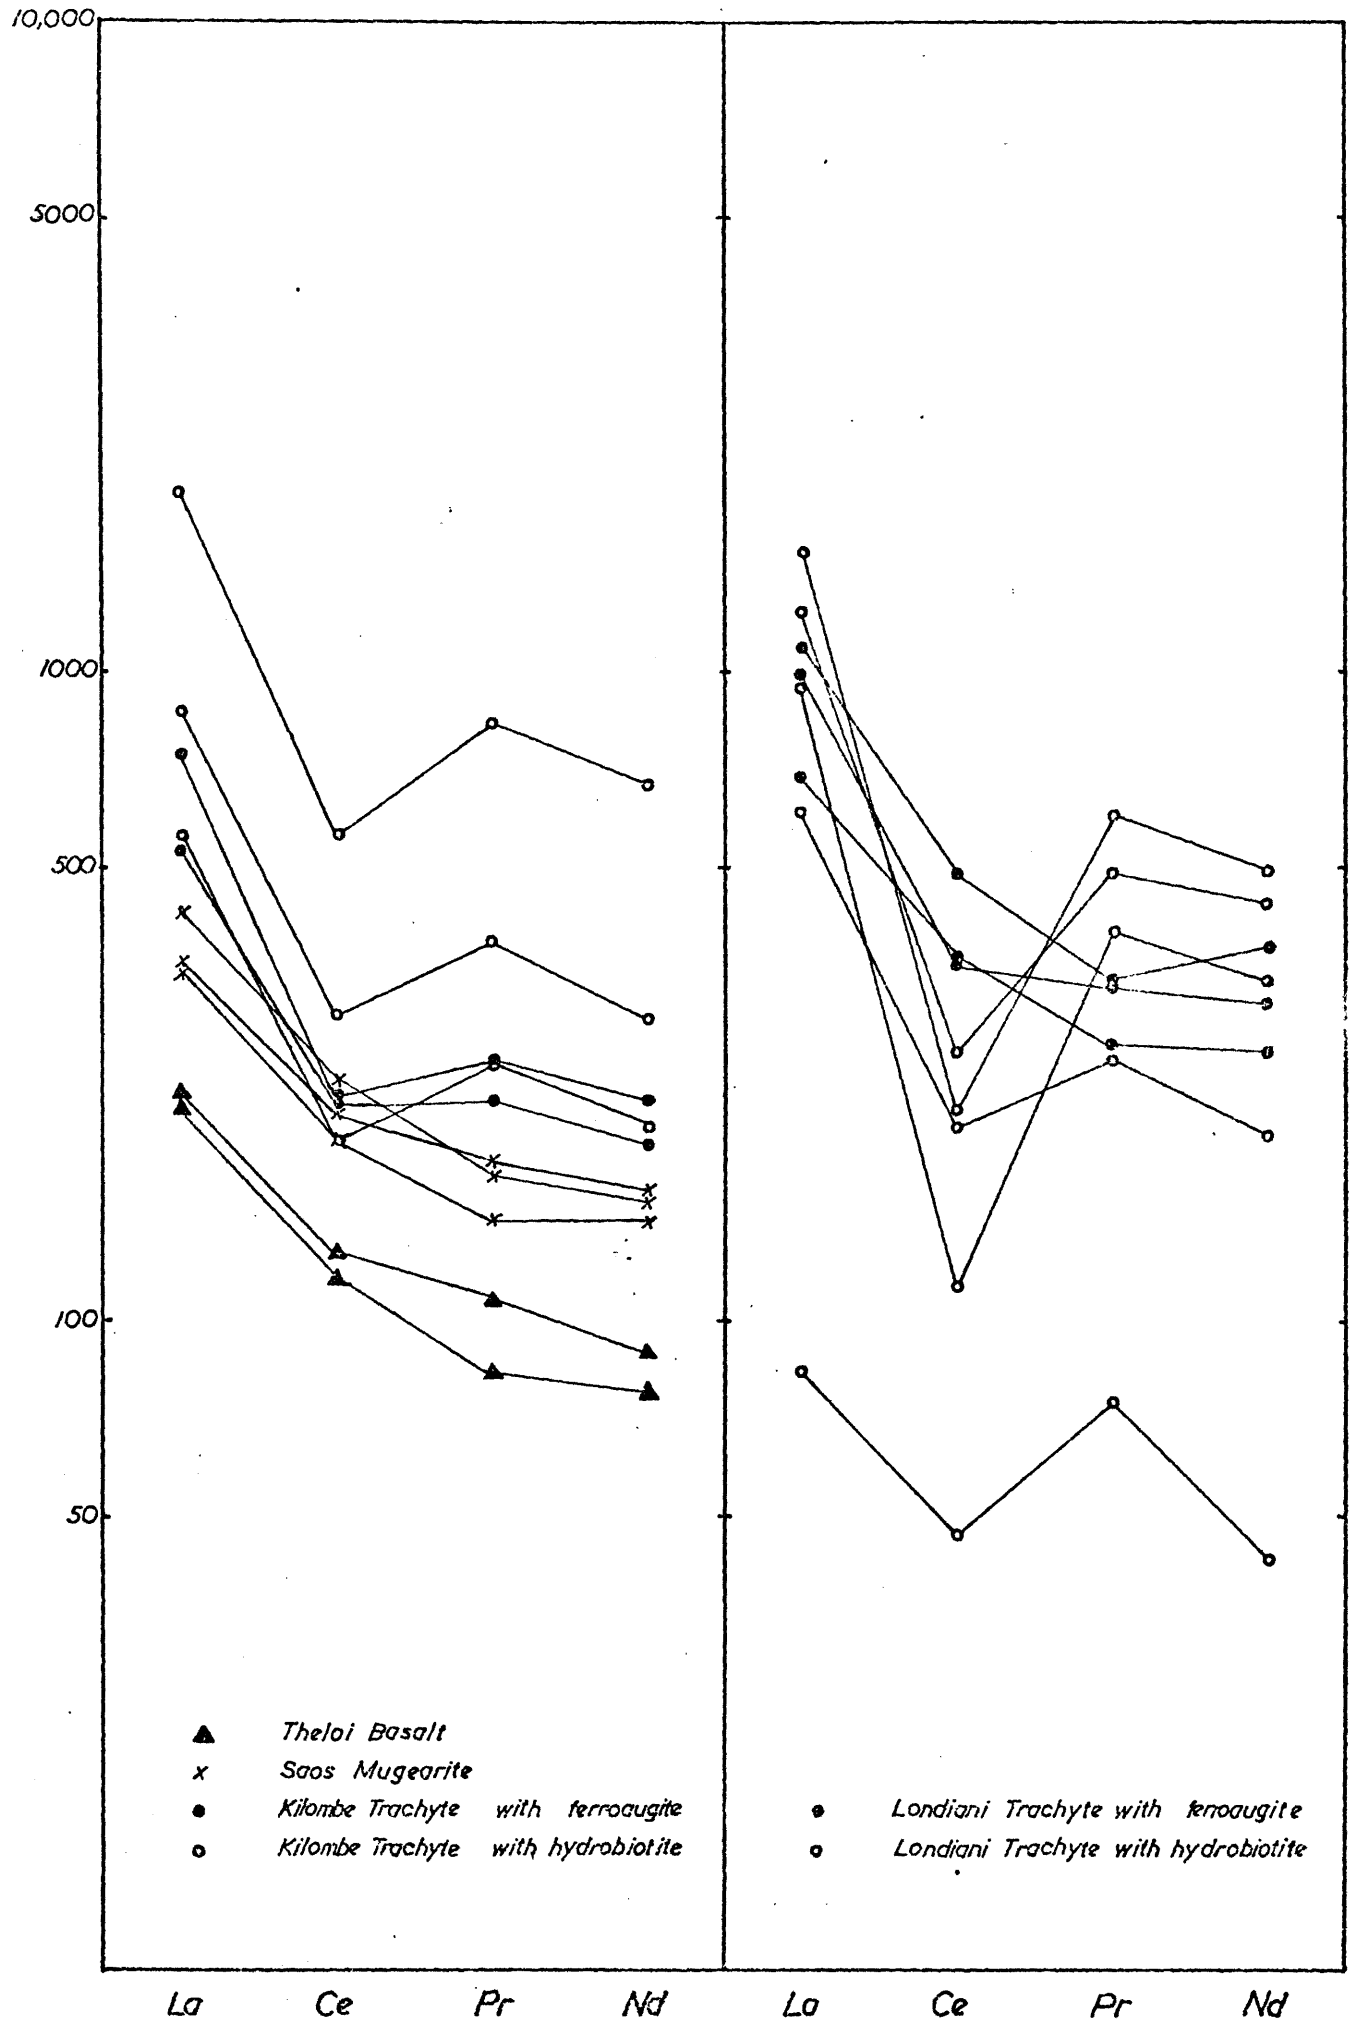 10,000
5000
1000
500
100
50
Theloi Basalt
Saos Mugearite
Kilombe Trachyte with ferroaugite
Kilombe Trachyte with hydrobiotite
Londiani Trachyte with ferroaugite
Londiani Trachyte with hydrobiotite
La Ce Pr Nd La Ce Pr Nd